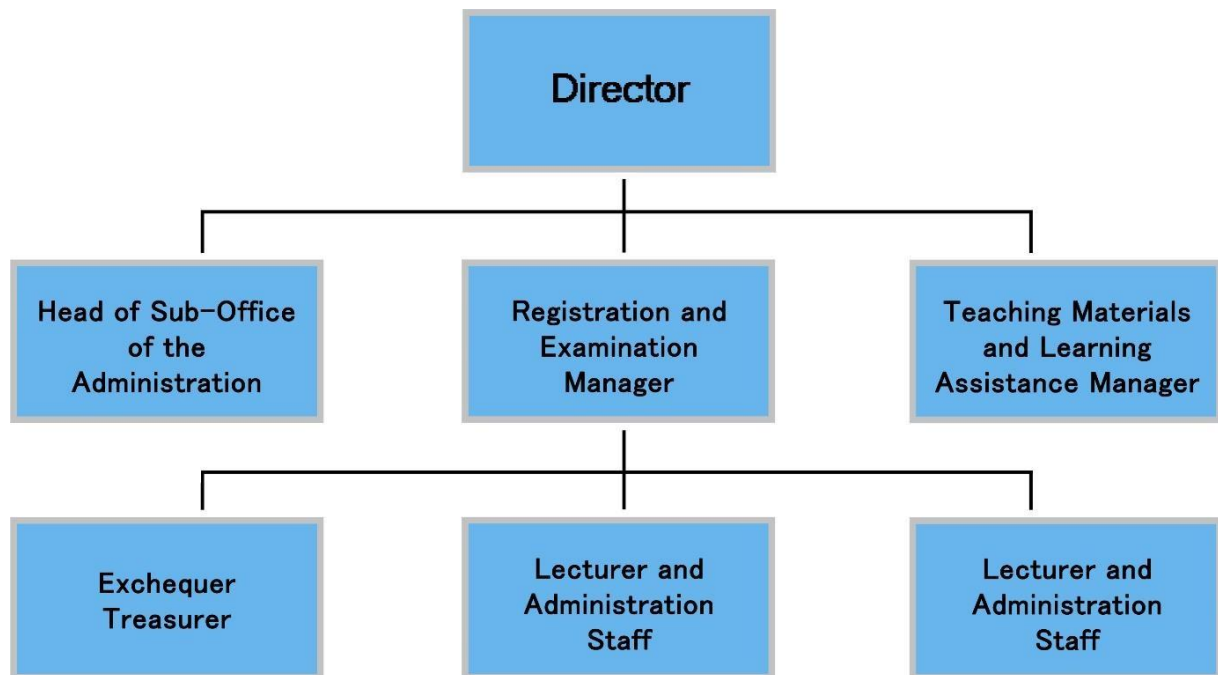 Director
Head of Sub-Office
of the
Administration
Registration and
Examination
Manager
Teaching Materials
and Learning
Assistance Manager
Exchequer
Treasurer
Lecturer and
Administration
Staff
Lecturer and
Administration
Staff